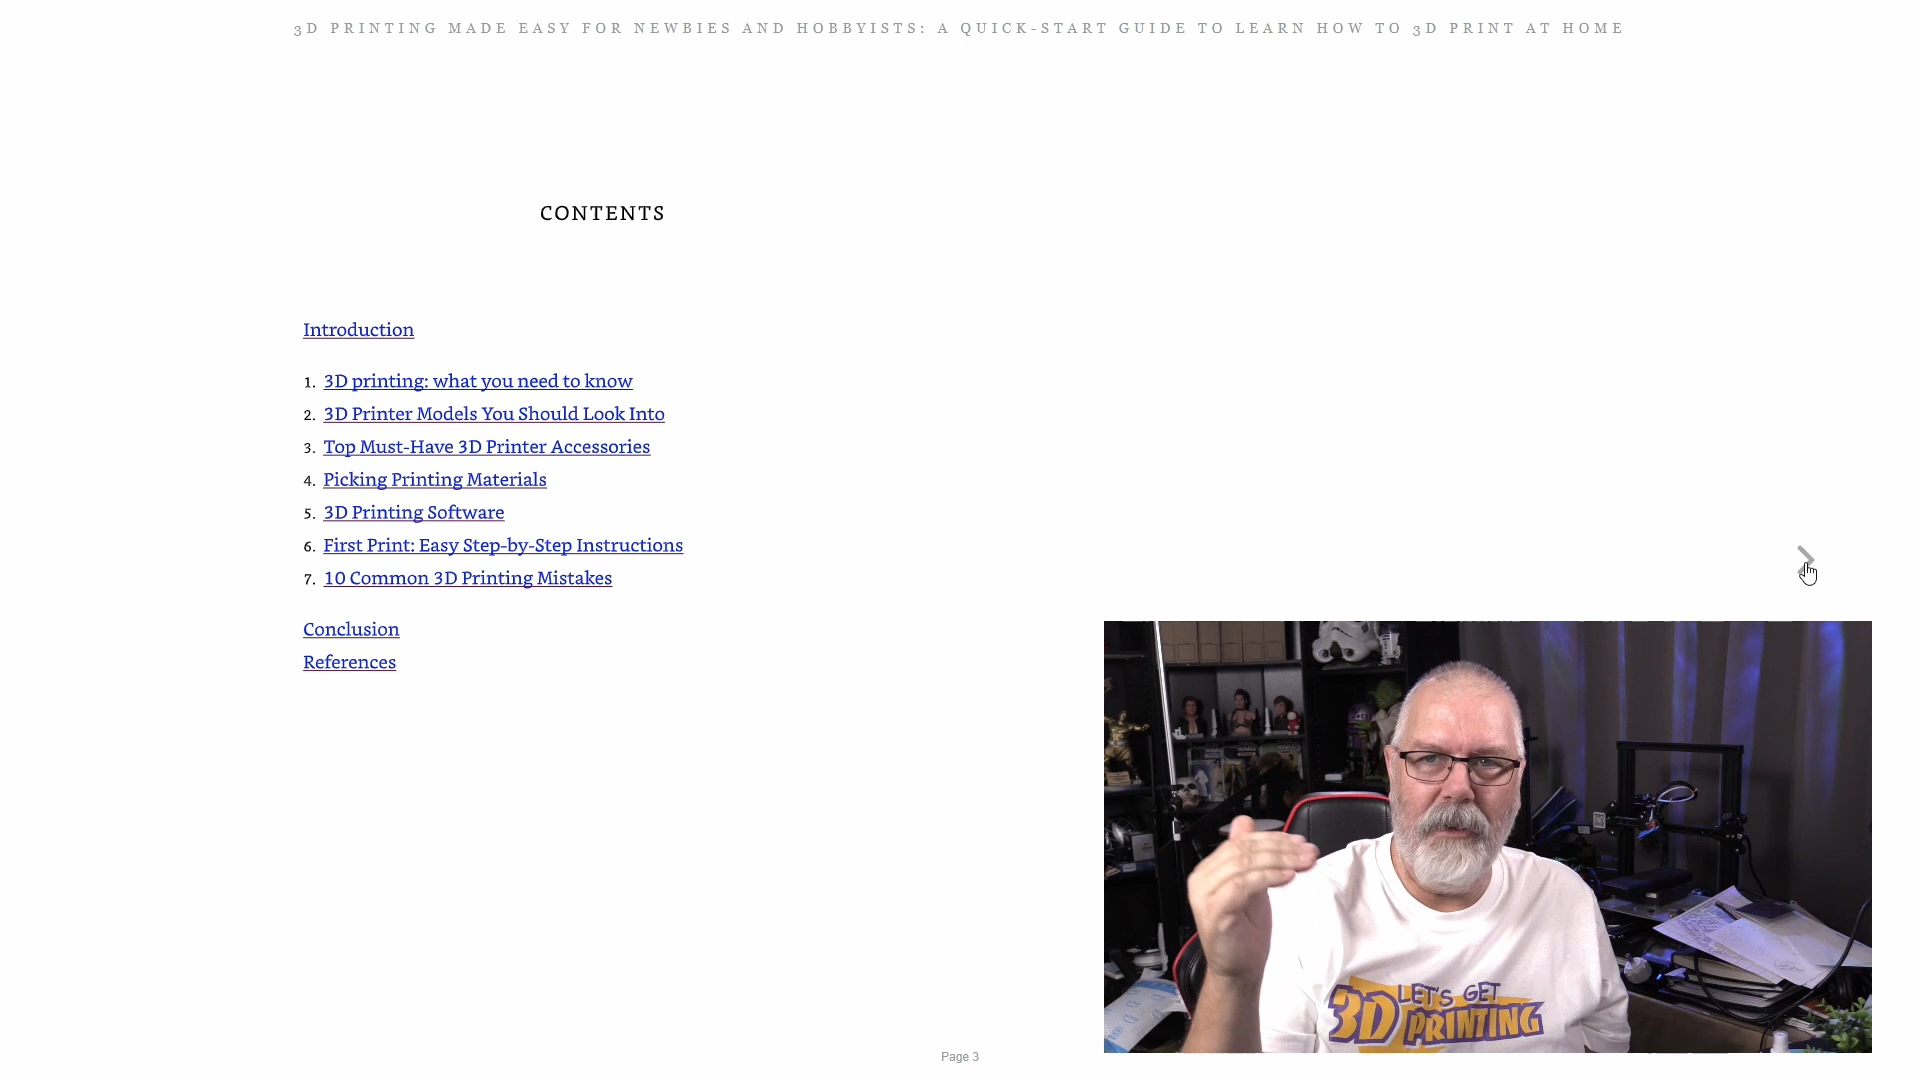 3D PRINTING MADE EASY FOR NEWBIES AND HOBBYISTS: A QUICK-START GUIDE TO LEARN HOW TO 3D PRINT AT HOME
CONTENTS
Introduction
1. 3D printing: what you need to know
2. 3D Printer Models You Should Look Into
3. Top Must-Have 3D Printer Accessories
4. Picking Printing Materials
5. 3D Printing Software
6. First Print: Easy Step-by-Step Instructions
7. 10 Common 3D Printing Mistakes
Conclusion
References
LET'S GET
3D PRINTING
Page 3